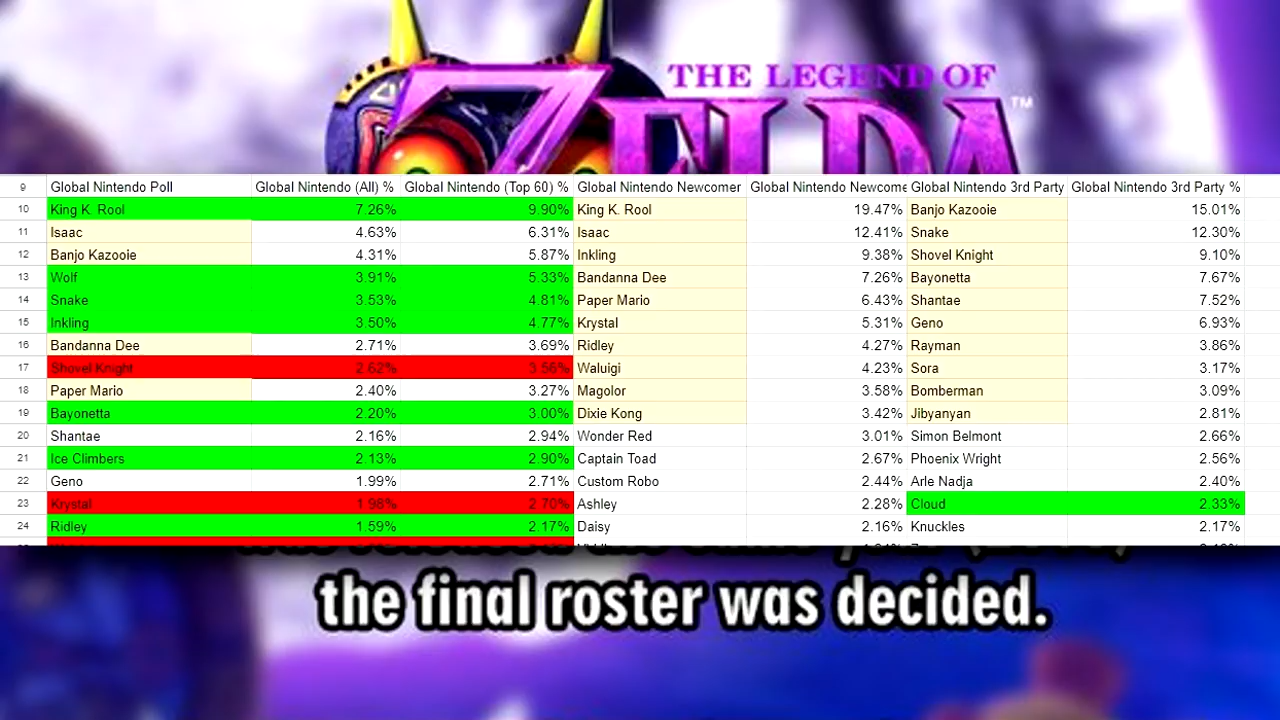 THE LEGEND OF
ZELDA™
9 Global Nintendo Poll Global Nintendo (All) % Global Nintendo (Top 60) % Global Nintendo Newcomer Global Nintendo Newcome Global Nintendo 3rd Party Global Nintendo 3rd Party %
10 King K. Rool 7.26% 9.90% King K. Rool 19.47% Banjo Kazooie 15.01%
11 Isaac 4.63% 6.31% Isaac 12.41% Snake 12.30%
12 Banjo Kazooie 4.31% 5.87% Inkling 9.38% Shovel Knight 9.10%
13 Wolf 3.91% 5.33% Bandanna Dee 7.26% Bayonetta 7.67%
14 Snake 3.53% 4.81% Paper Mario 6.43% Shantae 7.52%
15 Inkling 3.50% 4.77% Krystal 5.31% Geno 6.93%
16 Bandanna Dee 2.71% 3.69% Ridley 4.27% Rayman 3.86%
17 Shovel Knight 2.62% 3.56% Waluigi 4.23% Sora 3.17%
18 Paper Mario 2.40% 3.27% Magolor 3.58% Bomberman 3.09%
19 Bayonetta 2.20% 3.00% Dixie Kong 3.42% Jibyanyan 2.81%
20 Shantae 2.16% 2.94% Wonder Red 3.01% Simon Belmont 2.66%
21 Ice Climbers 2.13% 2.90% Captain Toad 2.67% Phoenix Wright 2.56%
22 Geno 1.99% 2.71% Custom Robo 2.44% Arle Nadja 2.40%
23 Krystal 1.98% 2.70% Ashley 2.28% Cloud 2.33%
24 Ridley 1.59% 2.17% Daisy 2.16% Knuckles 2.17%
the final roster was decided.